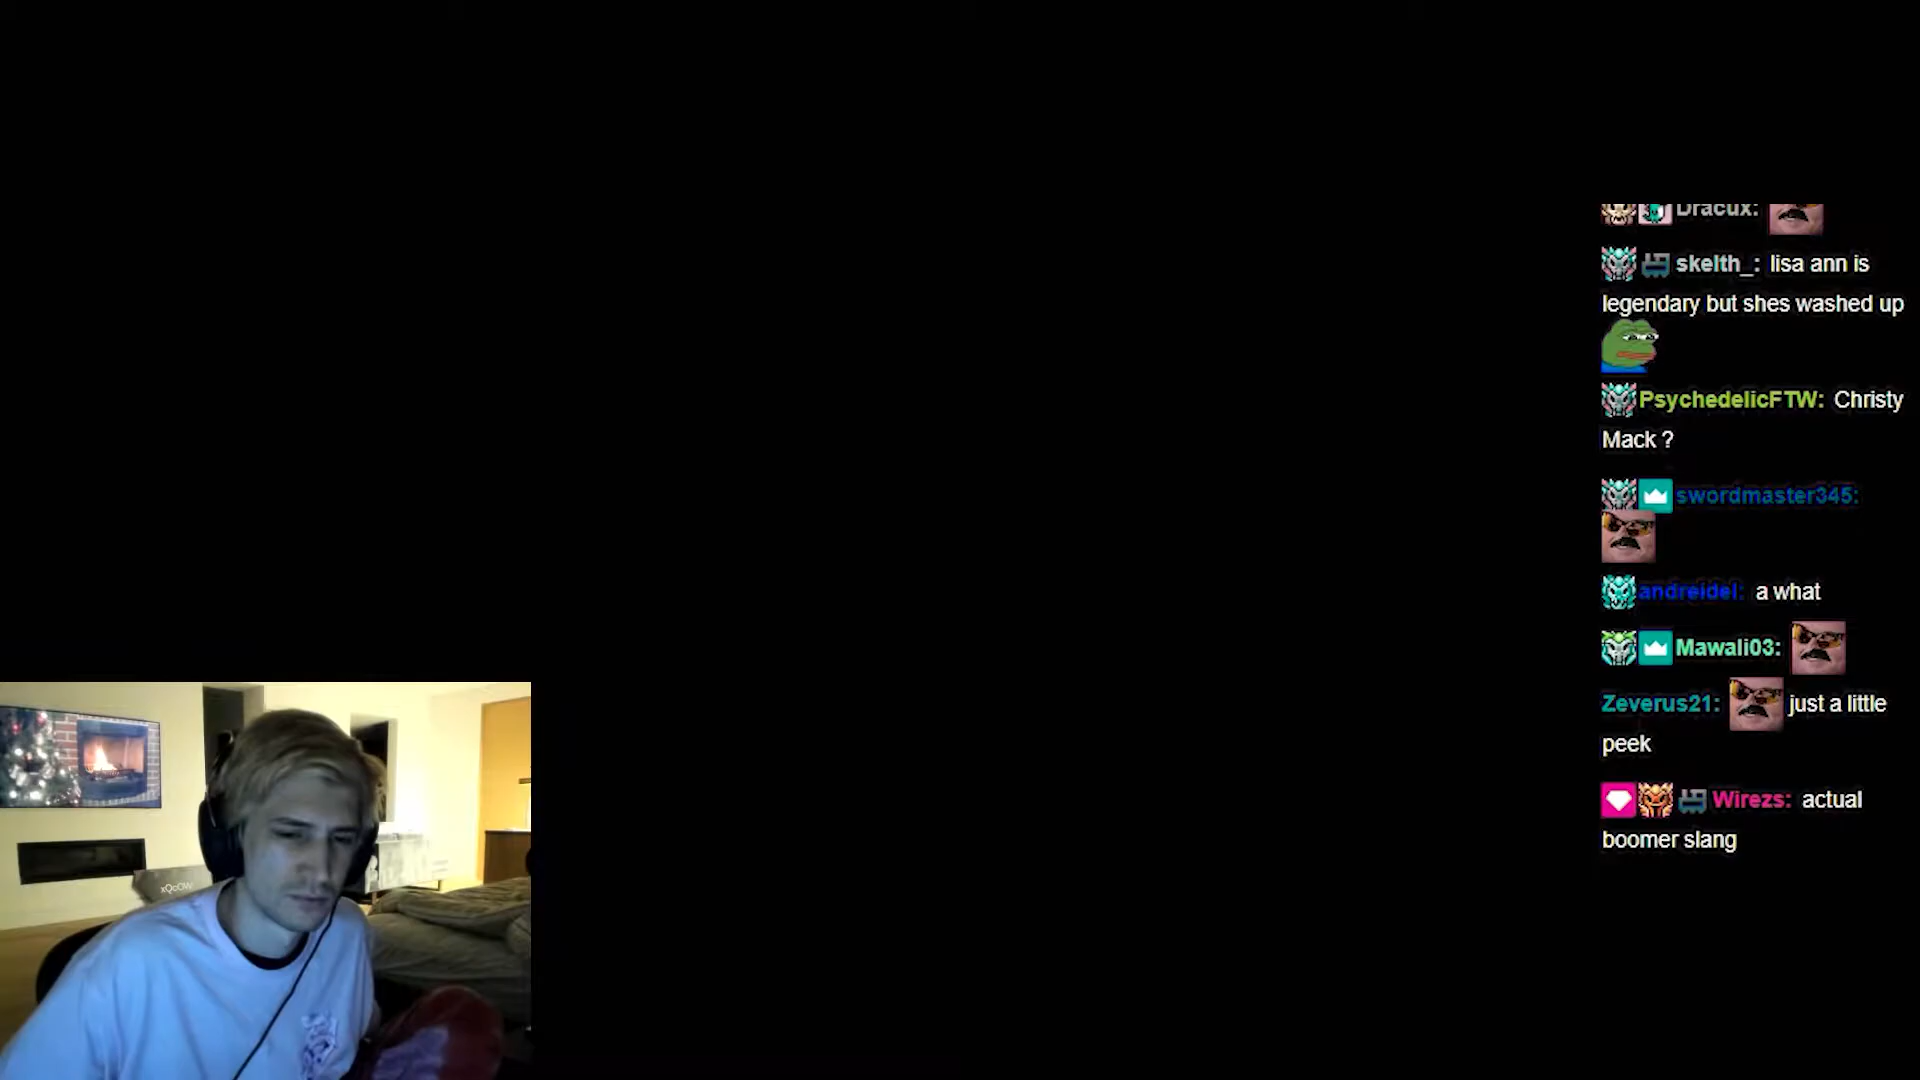 Dracux:
skelth_: lisa ann is
legendary but shes washed up
PsychedelicFTW: Christy
Mack ?
swordmaster345:
andreidel: a what
Mawali03:
Zeverus21: just a little
peek
Wirezs: actual
boomer slang
xQcOW